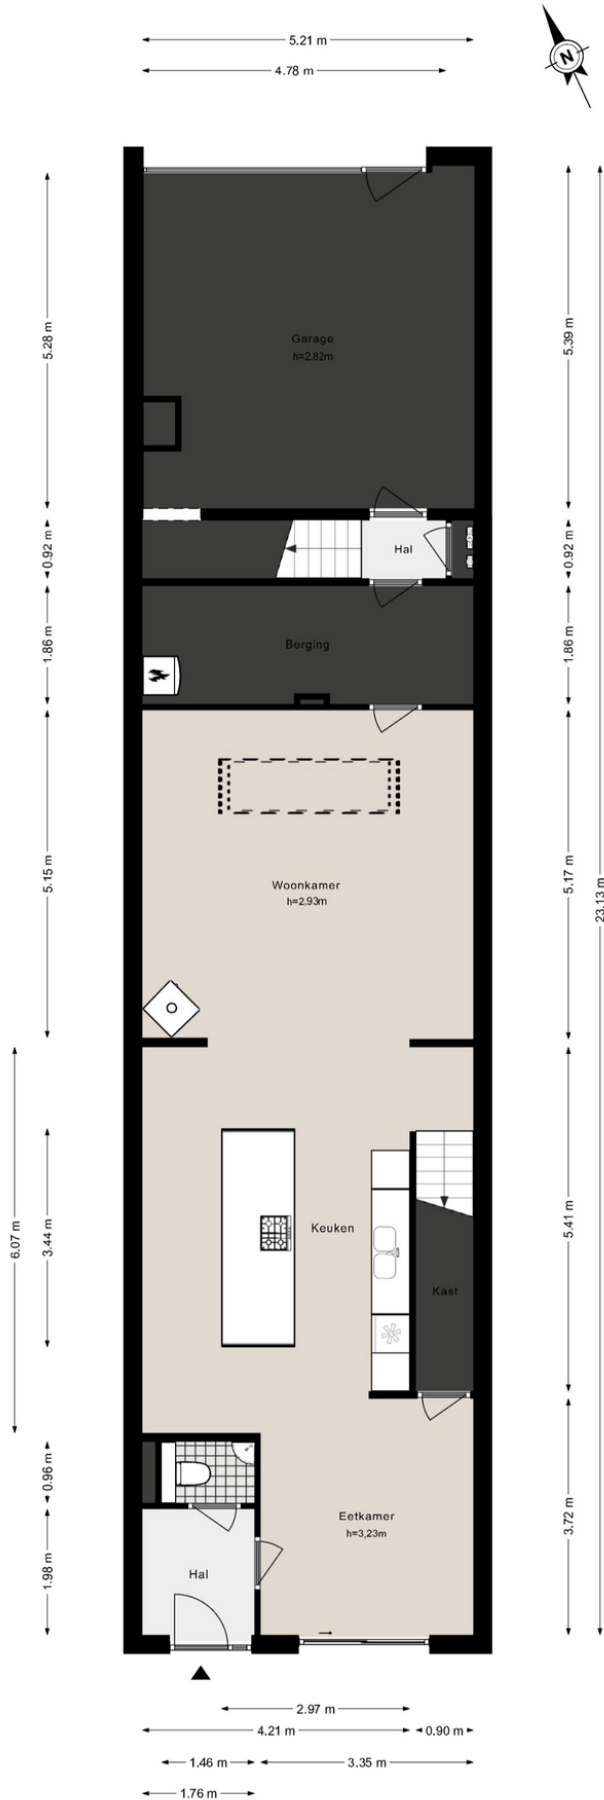 5.21 m
4.78 m
N
5.28 m
5.39 m
Garage
h=2.82m
0.92 m
Hal
0.92 m
1.86 m
Berging
1.86 m
5.15 m
Woonkamer
h=2.93m
5.17 m
23.13 m
6.07 m
3.44 m
Keuken
5.41 m
Kast
0.96 m
Eetkamer
h=3,23m
3.72 m
1.98 m
Hal
2.97 m
4.21 m
0.90 m
1.46 m
3.35 m
1.76 m